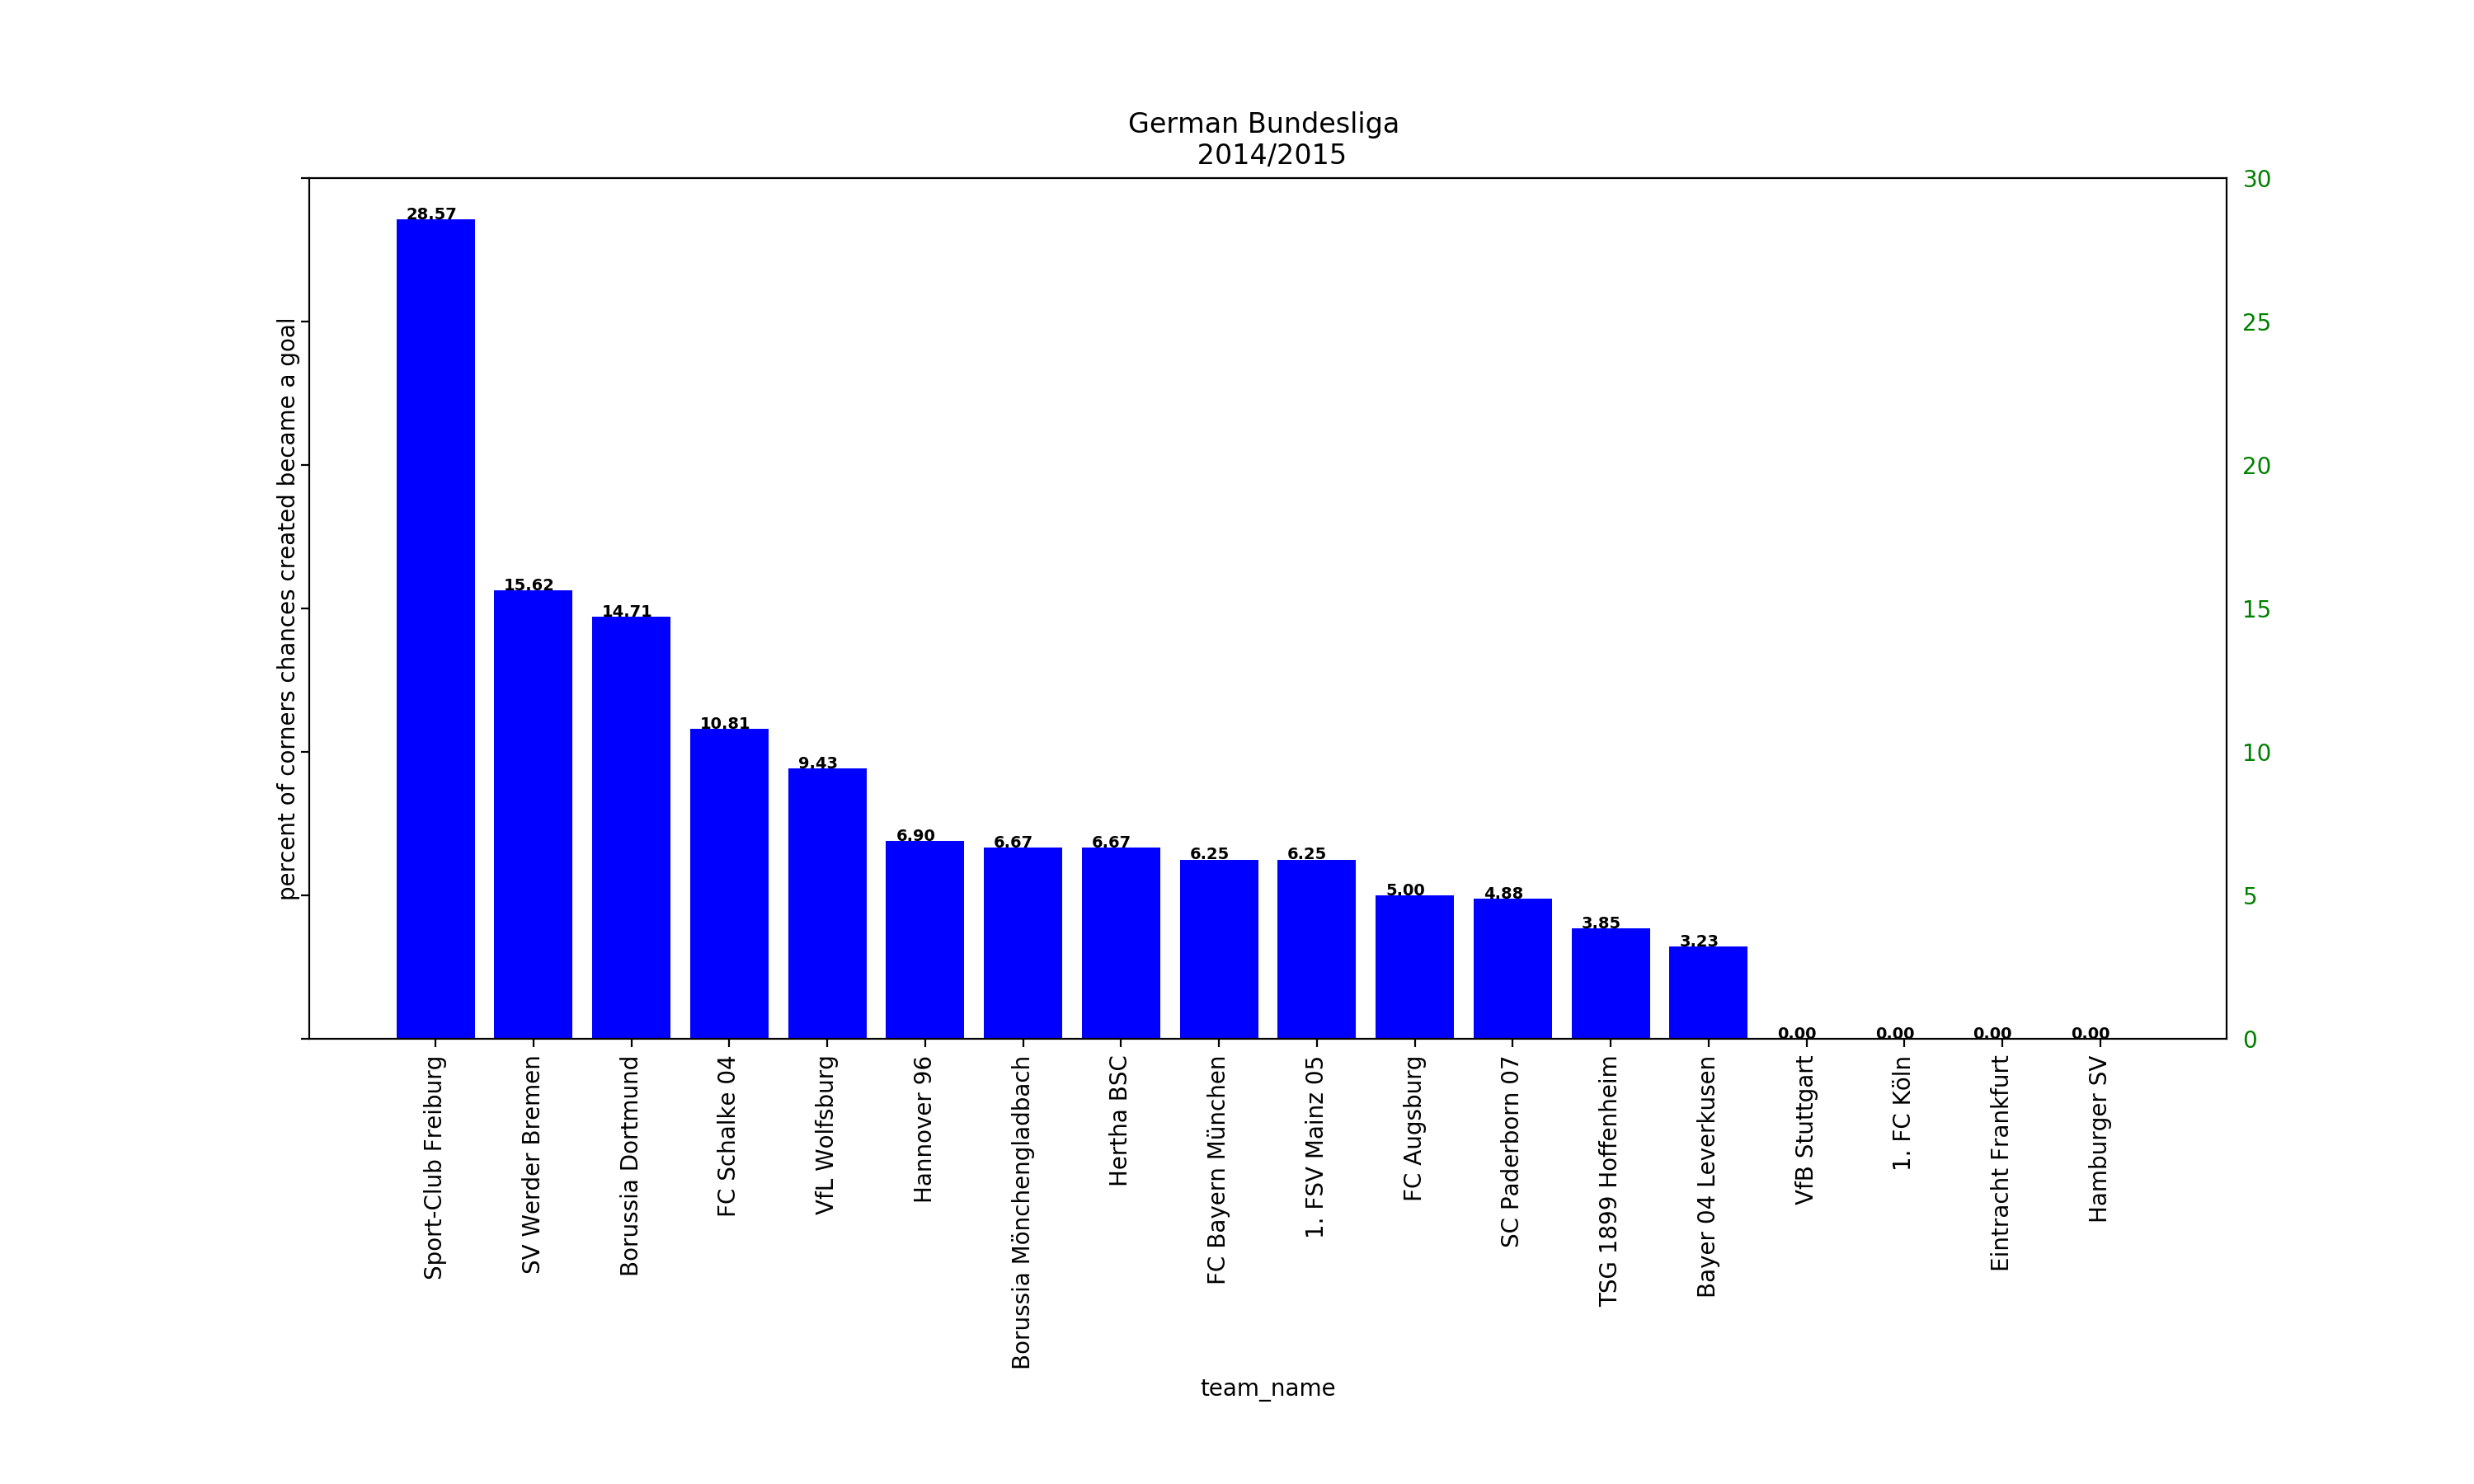 German Bundesliga
2014/2015
percent of corners chances created became a goal
30
25
20
15
10
5
0
28.57
15.62
14.71
10.81
9.43
6.90
6.67
6.67
6.25
6.25
5.00
4.88
3.85
3.23
0.00
0.00
0.00
0.00
Sport-Club Freiburg
SV Werder Bremen
Borussia Dortmund
FC Schalke 04
VfL Wolfsburg
Hannover 96
Borussia Mönchengladbach
Hertha BSC
FC Bayern München
1. FSV Mainz 05
FC Augsburg
SC Paderborn 07
TSG 1899 Hoffenheim
Bayer 04 Leverkusen
VfB Stuttgart
1. FC Köln
Eintracht Frankfurt
Hamburger SV
team_name